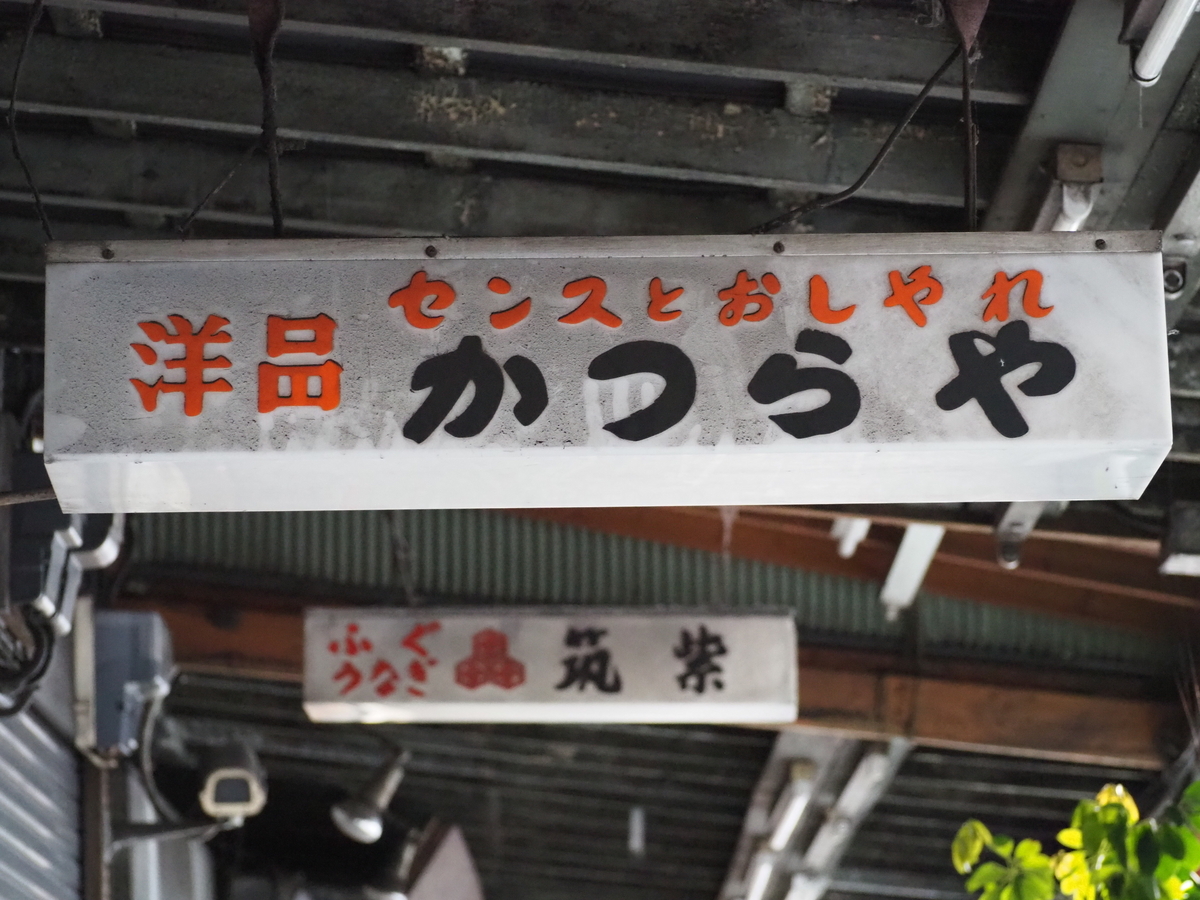 センスとおしゃれ
洋品 かつらや
ふぐ
うなぎ
筑紫